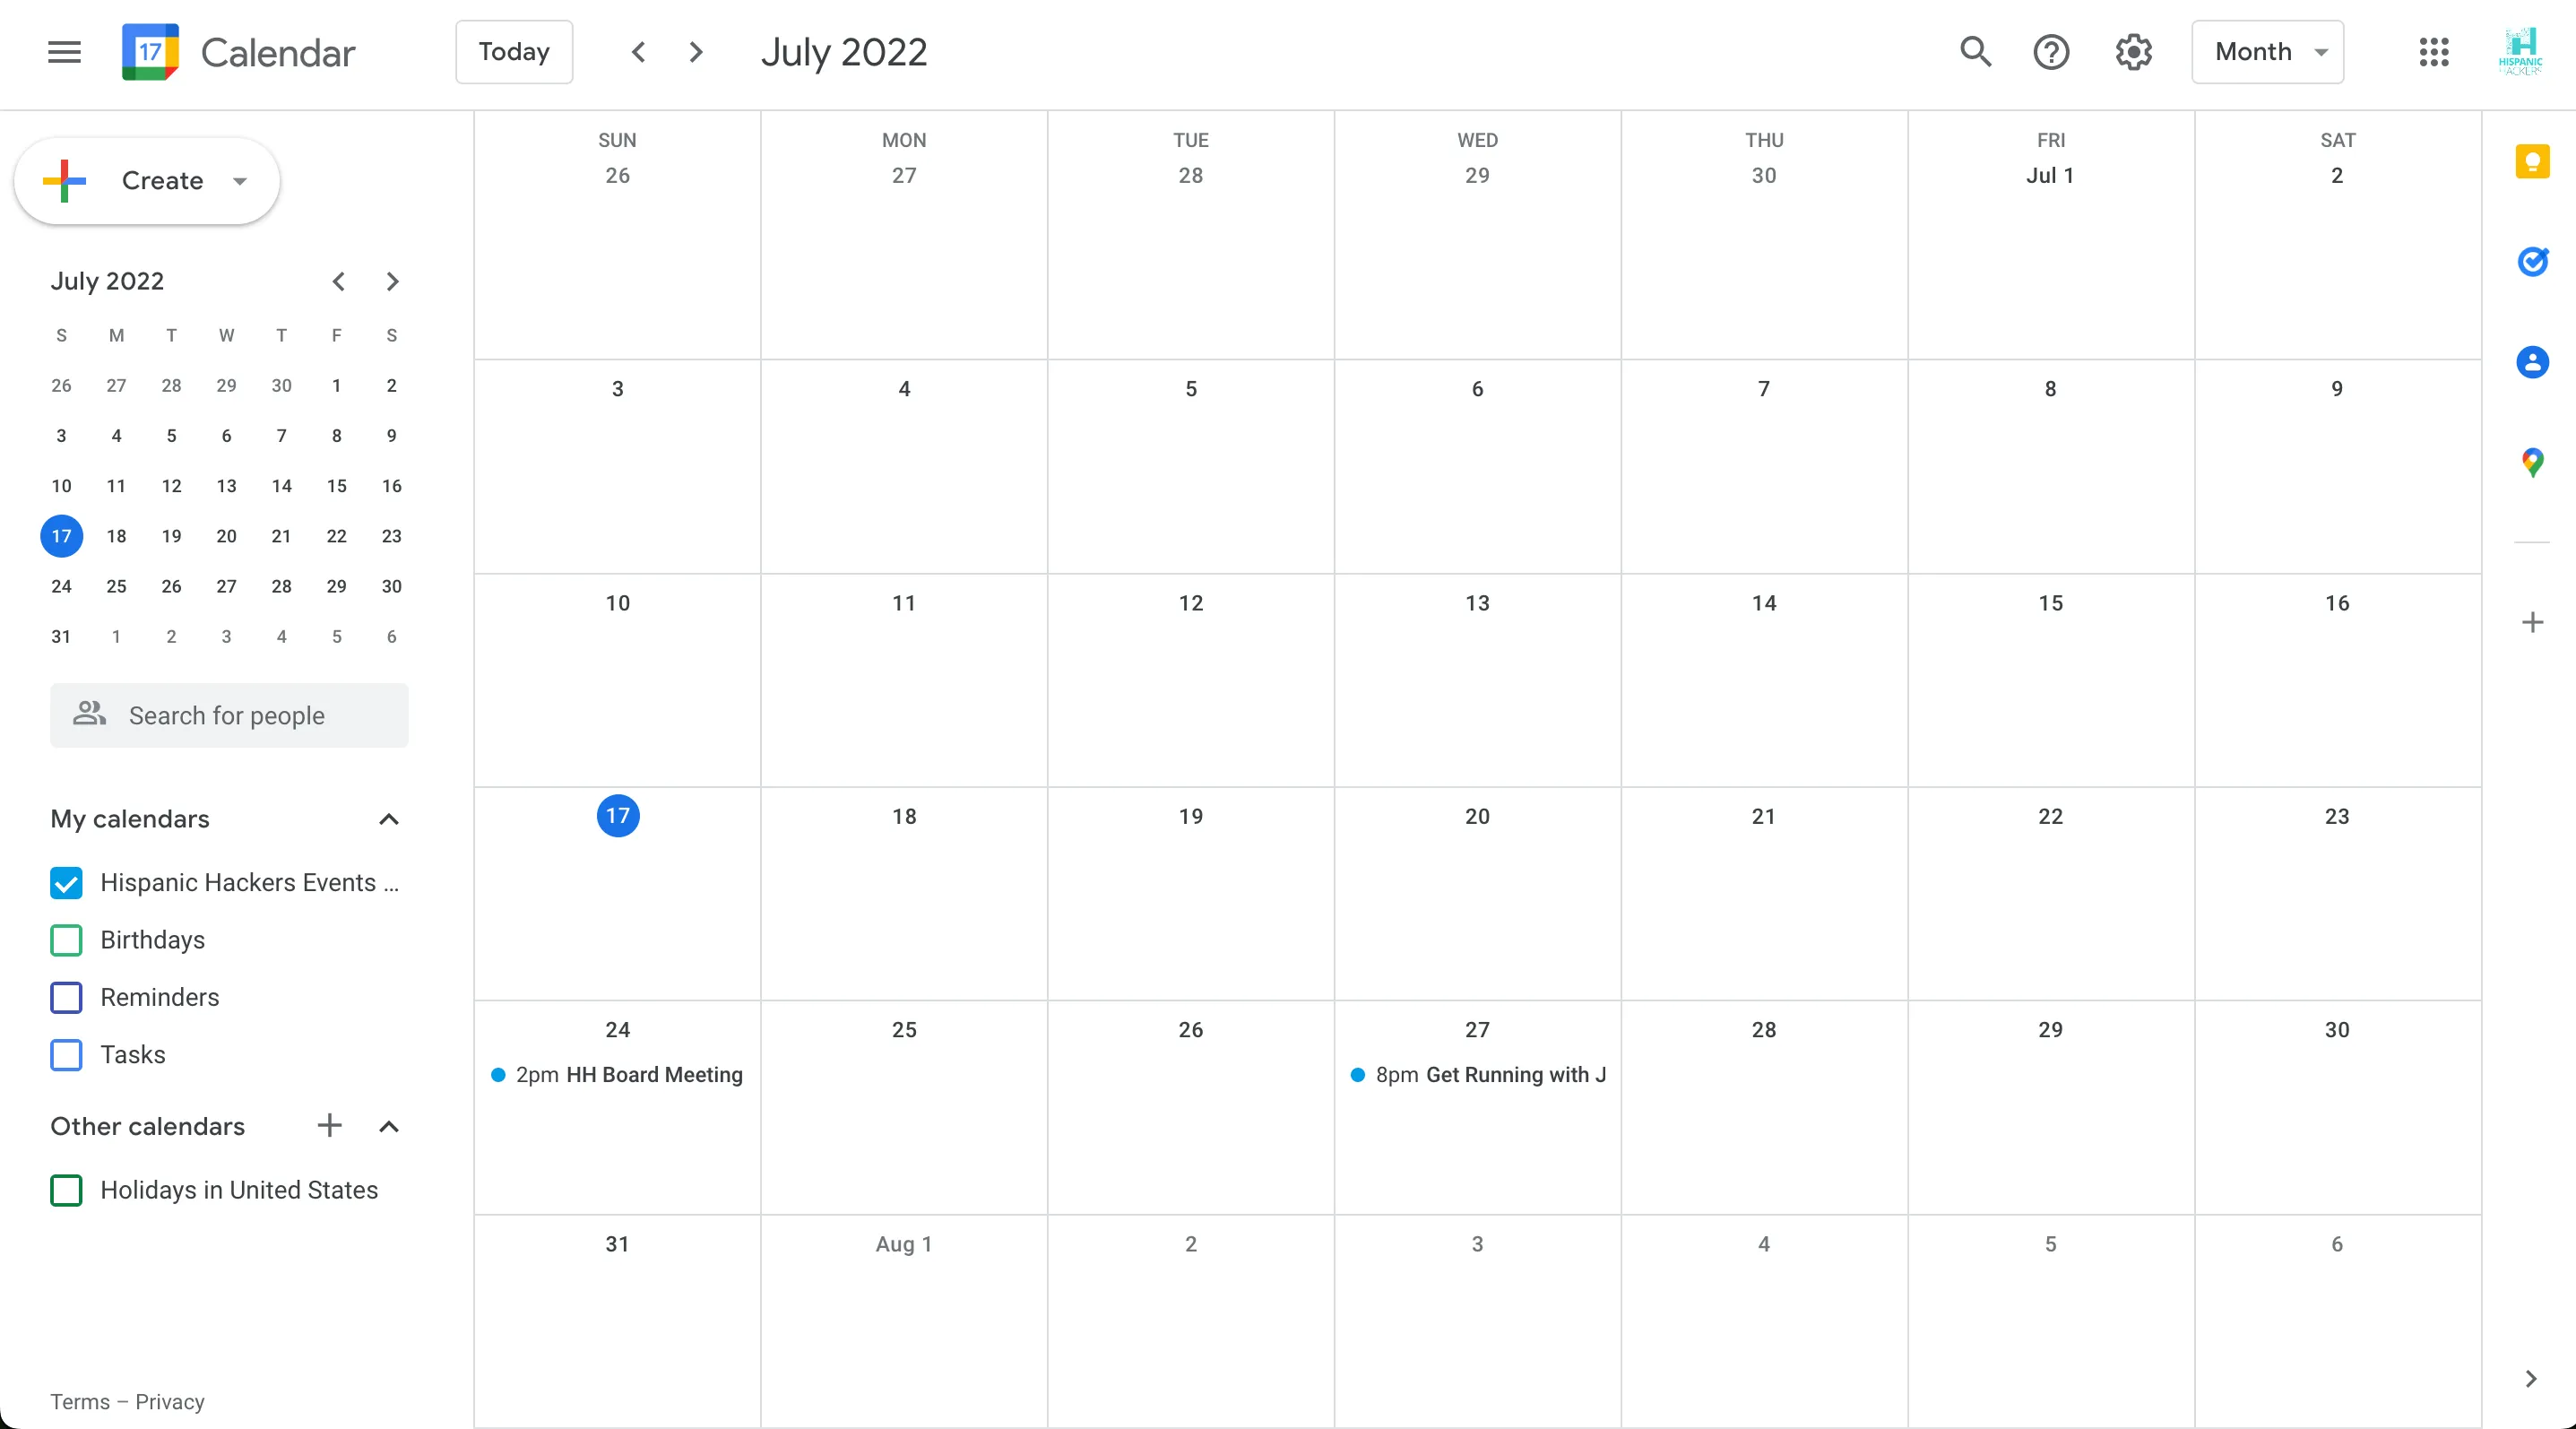 17 Calendar Today July 2022 Month
HISPANIC
HACKERS
Create
July 2022
S M T W T F S
26 27 28 29 30 1 2
3 4 5 6 7 8 9
10 11 12 13 14 15 16
17 18 19 20 21 22 23
24 25 26 27 28 29 30
31 1 2 3 4 5 6
Search for people
My calendars
Hispanic Hackers Events ...
Birthdays
Reminders
Tasks
Other calendars
Holidays in United States
Terms – Privacy
SUN MON TUE WED THU FRI SAT
26 27 28 29 30 Jul 1 2
3 4 5 6 7 8 9
10 11 12 13 14 15 16
17 18 19 20 21 22 23
24 25 26 27 28 29 30
2pm HH Board Meeting 8pm Get Running with J
31 Aug 1 2 3 4 5 6